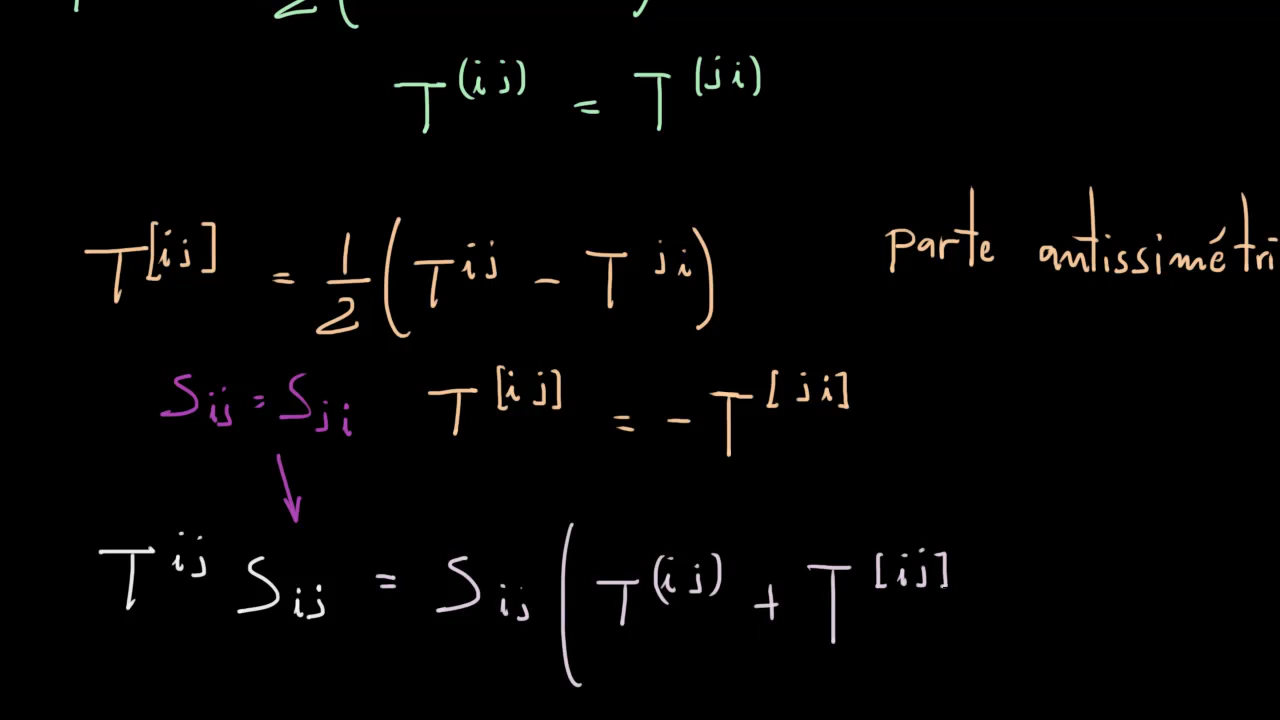 T^(ij) = T^(ji)
T^[ij] = 1/2 (T^ij - T^ji) parte antissimétri
S_ij = S_ji T^[ij] = - T^[ji]
T^ij S_ij = S_ij (T^(ij) + T^[ij]